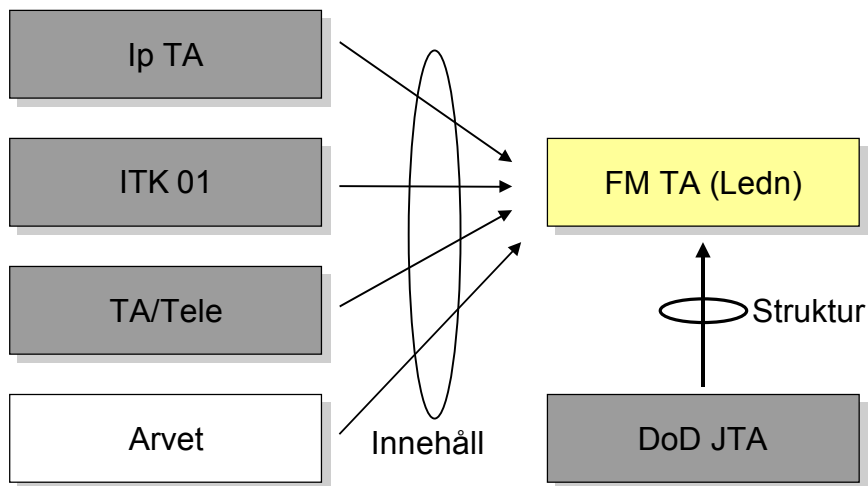 Ip TA
ITK 01
TA/Tele
Arvet
Innehåll
FM TA (Ledn)
Struktur
DoD JTA